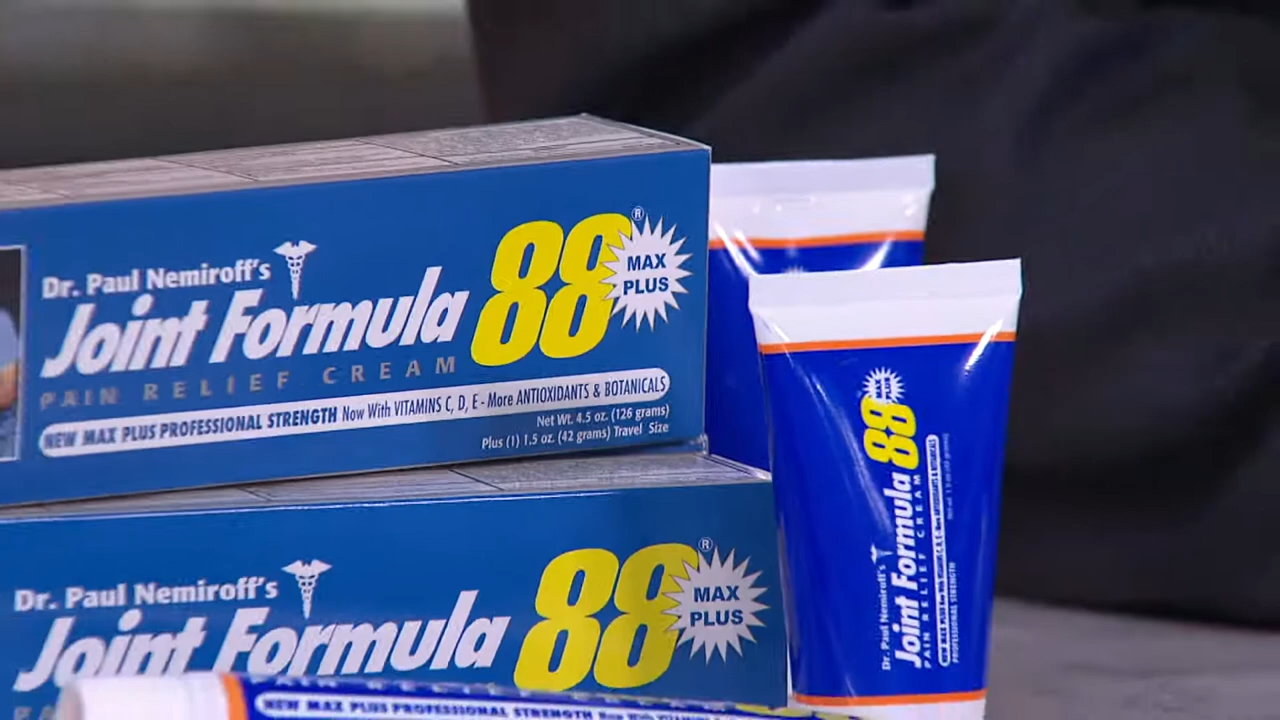 Dr. Paul Nemiroff's
Joint Formula 88®
MAX
PLUS
PAIN RELIEF CREAM
NEW MAX PLUS PROFESSIONAL STRENGTH Now With VITAMINS C, D, E - More ANTIOXIDANTS & BOTANICALS
Net Wt. 4.5 oz. (126 grams)
Plus (1) 1.5 oz. (42 grams) Travel Size
Dr. Paul Nemiroff's
Joint Formula 88®
MAX
PLUS
NEW MAX PLUS PROFESSIONAL STRENGTH Now With
Dr. Paul Nemiroff's
Joint Formula 88
PAIN RELIEF CREAM
PROFESSIONAL STRENGTH